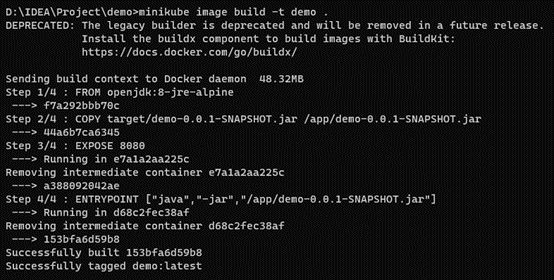 D:\IDEA\Project\demo>minikube image build -t demo .
DEPRECATED: The legacy builder is deprecated and will be removed in a future release.
            Install the buildx component to build images with BuildKit:
            https://docs.docker.com/go/buildx/

Sending build context to Docker daemon  48.32MB
Step 1/4 : FROM openjdk:8-jre-alpine
 ---> f7a292bbb70c
Step 2/4 : COPY target/demo-0.0.1-SNAPSHOT.jar /app/demo-0.0.1-SNAPSHOT.jar
 ---> 44a6b7ca6345
Step 3/4 : EXPOSE 8080
 ---> Running in e7a1a2aa225c
Removing intermediate container e7a1a2aa225c
 ---> a388092042ae
Step 4/4 : ENTRYPOINT ["java","-jar","/app/demo-0.0.1-SNAPSHOT.jar"]
 ---> Running in d68c2fec38af
Removing intermediate container d68c2fec38af
 ---> 153bfa6d59b8
Successfully built 153bfa6d59b8
Successfully tagged demo:latest